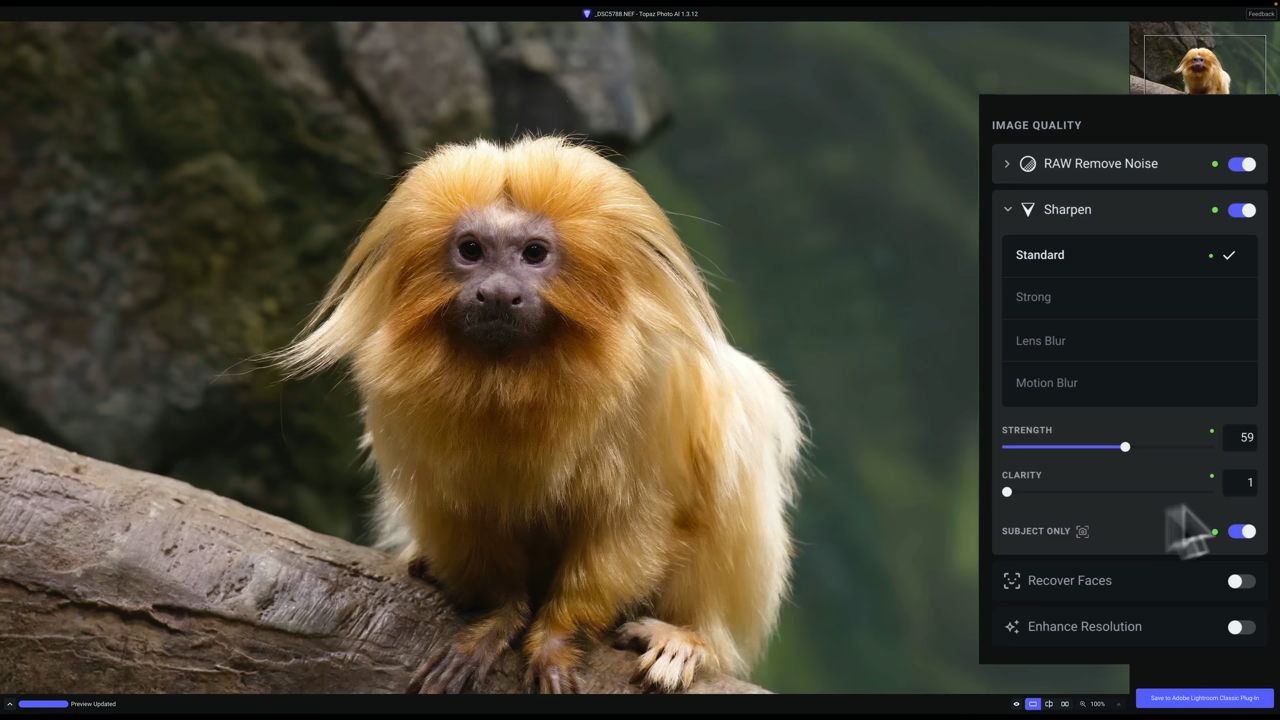 _DSC5788.NEF - Topaz Photo AI 1.3.12
Feedback
IMAGE QUALITY
RAW Remove Noise
Sharpen
Standard
Strong
Lens Blur
Motion Blur
STRENGTH
59
CLARITY
1
SUBJECT ONLY
Recover Faces
Enhance Resolution
Preview Updated
100%
Save to Adobe Lightroom Classic Plug-In